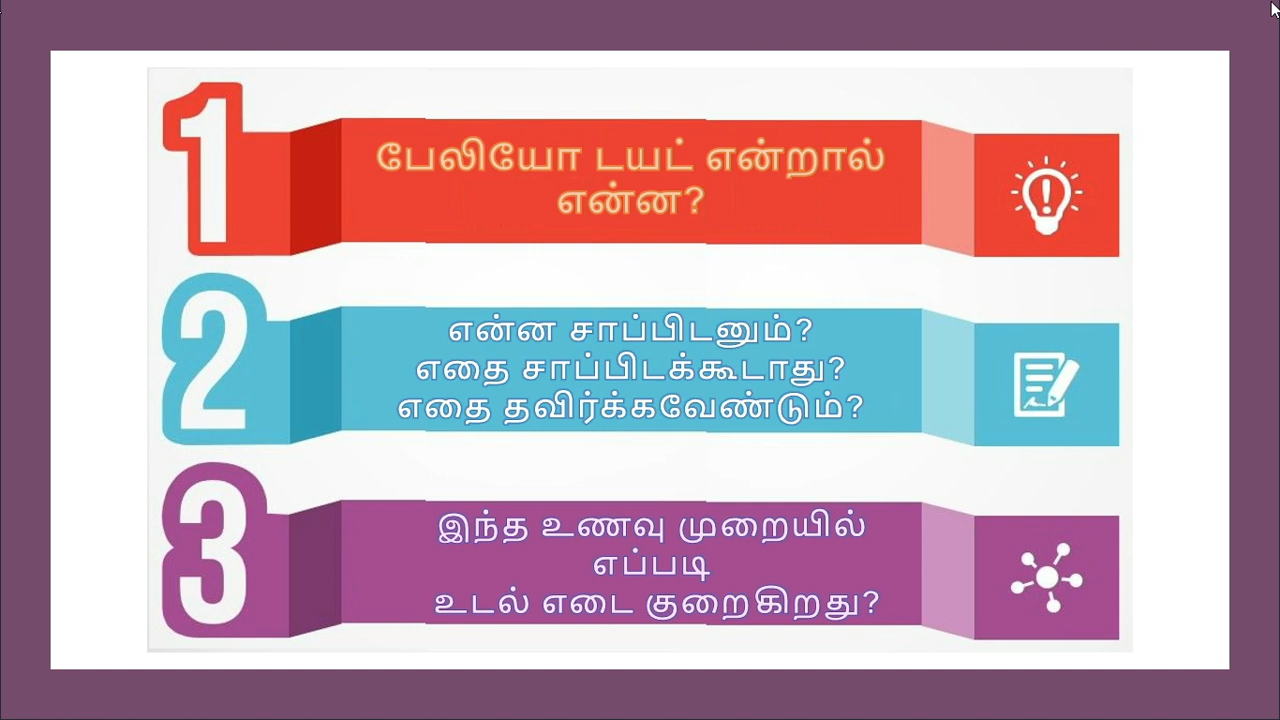 1
பேலியோ டயட் என்றால்
என்ன?
2
என்ன சாப்பிடனும்?
எதை சாப்பிடக்கூடாது?
எதை தவிர்க்கவேண்டும்?
3
இந்த உணவு முறையில்
எப்படி
உடல் எடை குறைகிறது?